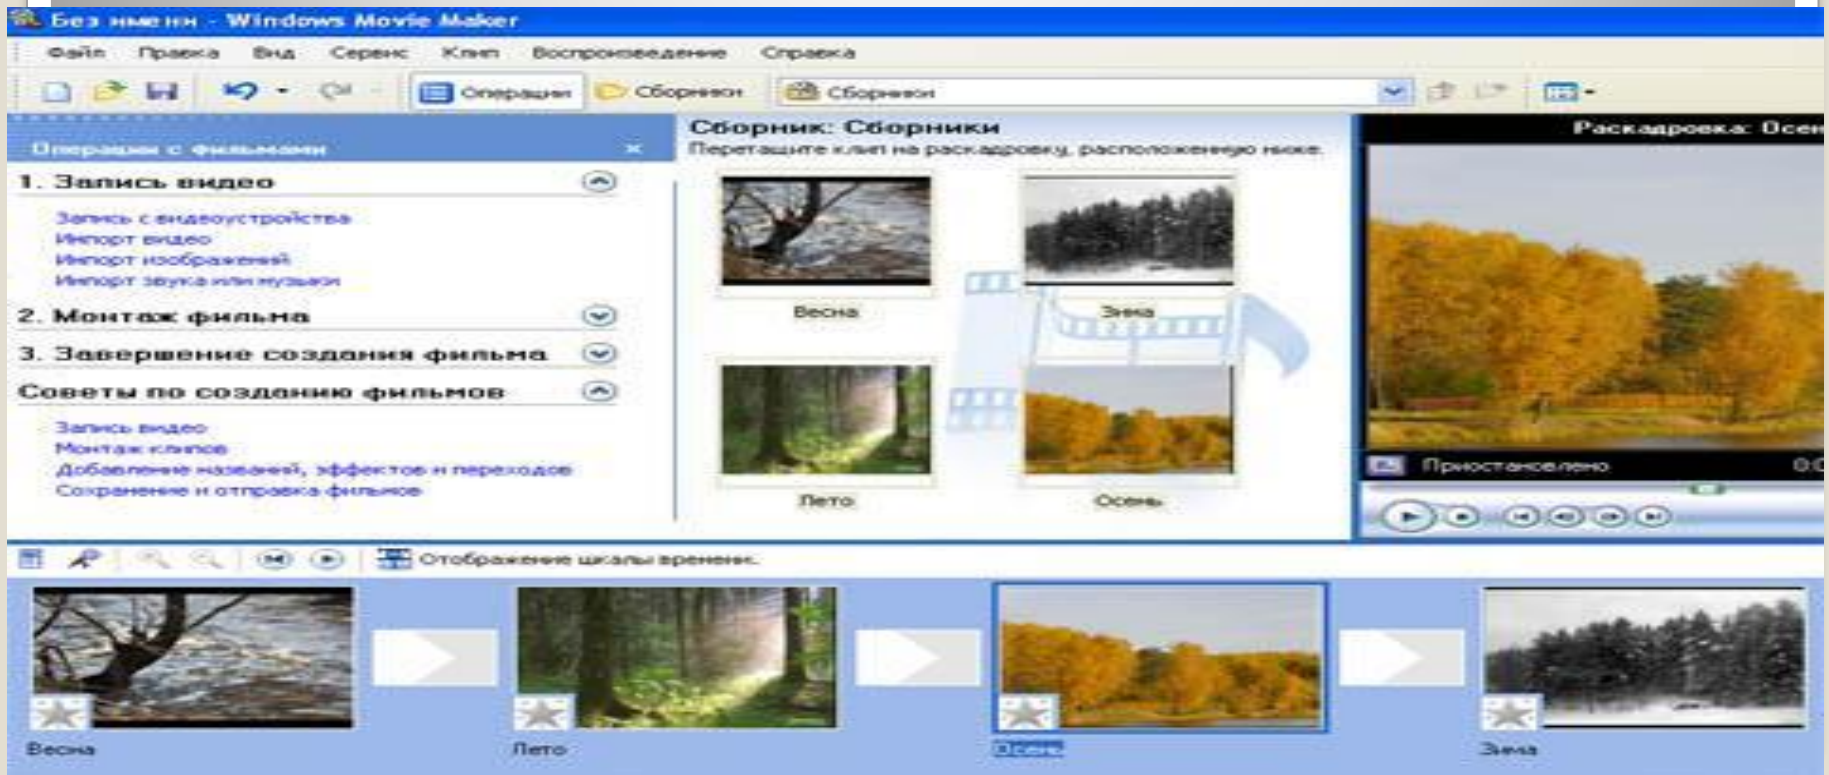 Без имени - Windows Movie Maker
Файл Правка Вид Сервис Клип Воспроизведение Справка
Операции Сборники Сборники
Операции с фильмами
1. Запись видео
Запись с видеоустройства
Импорт видео
Импорт изображений
Импорт звука или музыки
2. Монтаж фильма
3. Завершение создания фильма
Советы по созданию фильмов
Запись видео
Монтаж клипов
Добавление названий, эффектов и переходов
Сохранение и отправка фильмов
Сборник: Сборники
Перетащите клип на раскадровку, расположенную ниже.
Весна Зима
Лето Осень
Раскадровка: Осен
Приостановлено 0:0
Отображение шкалы времени
Весна Лето Осень Зима